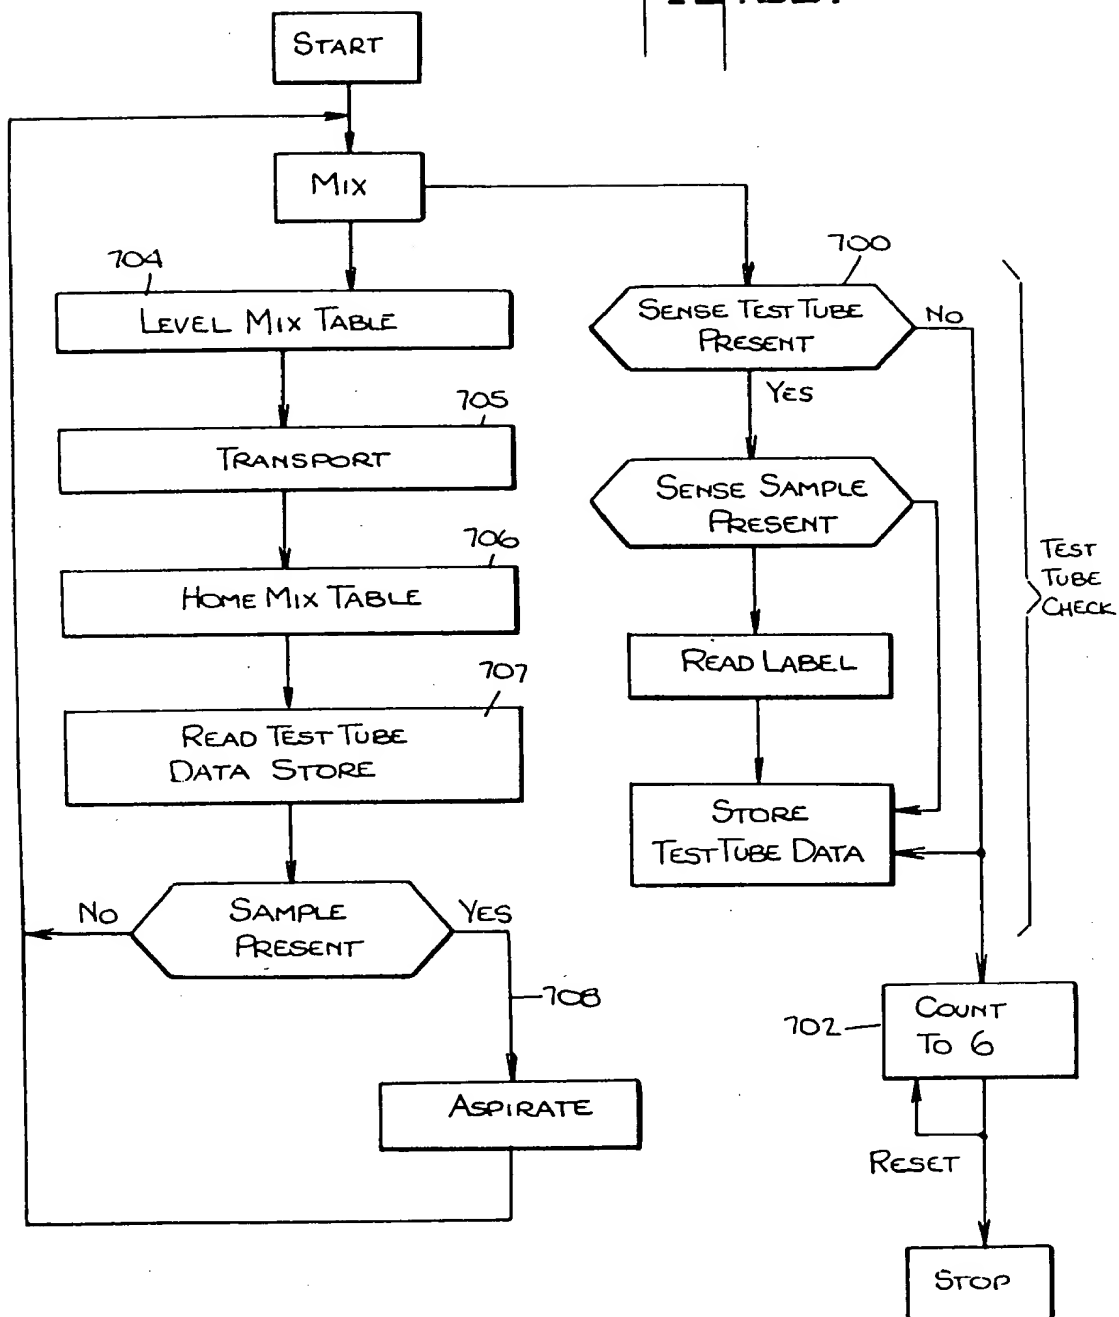 START
MIX
704
LEVEL MIX TABLE
705
TRANSPORT
706
HOME MIX TABLE
707
READ TEST TUBE
DATA STORE
NO
SAMPLE
PRESENT
YES
708
ASPIRATE
700
SENSE TEST TUBE
PRESENT
NO
YES
SENSE SAMPLE
PRESENT
READ LABEL
STORE
TEST TUBE DATA
TEST
TUBE
CHECK
702
COUNT
TO 6
RESET
STOP